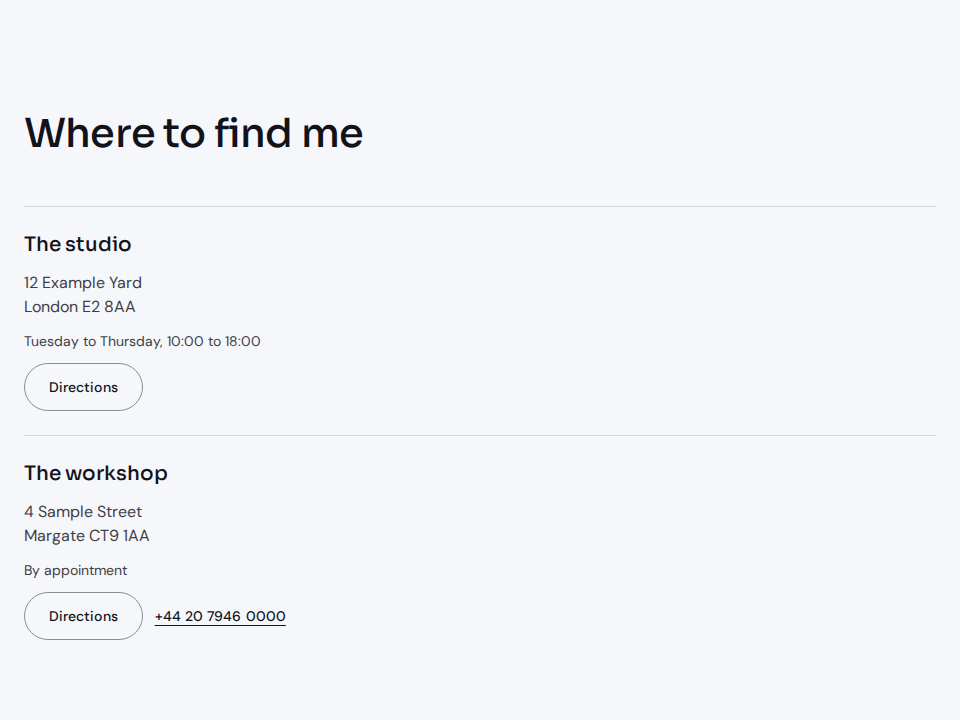 Where to find me
The studio
12 Example Yard
London E2 8AA
Tuesday to Thursday, 10:00 to 18:00
Directions
The workshop
4 Sample Street
Margate CT9 1AA
By appointment
Directions +44 20 7946 0000